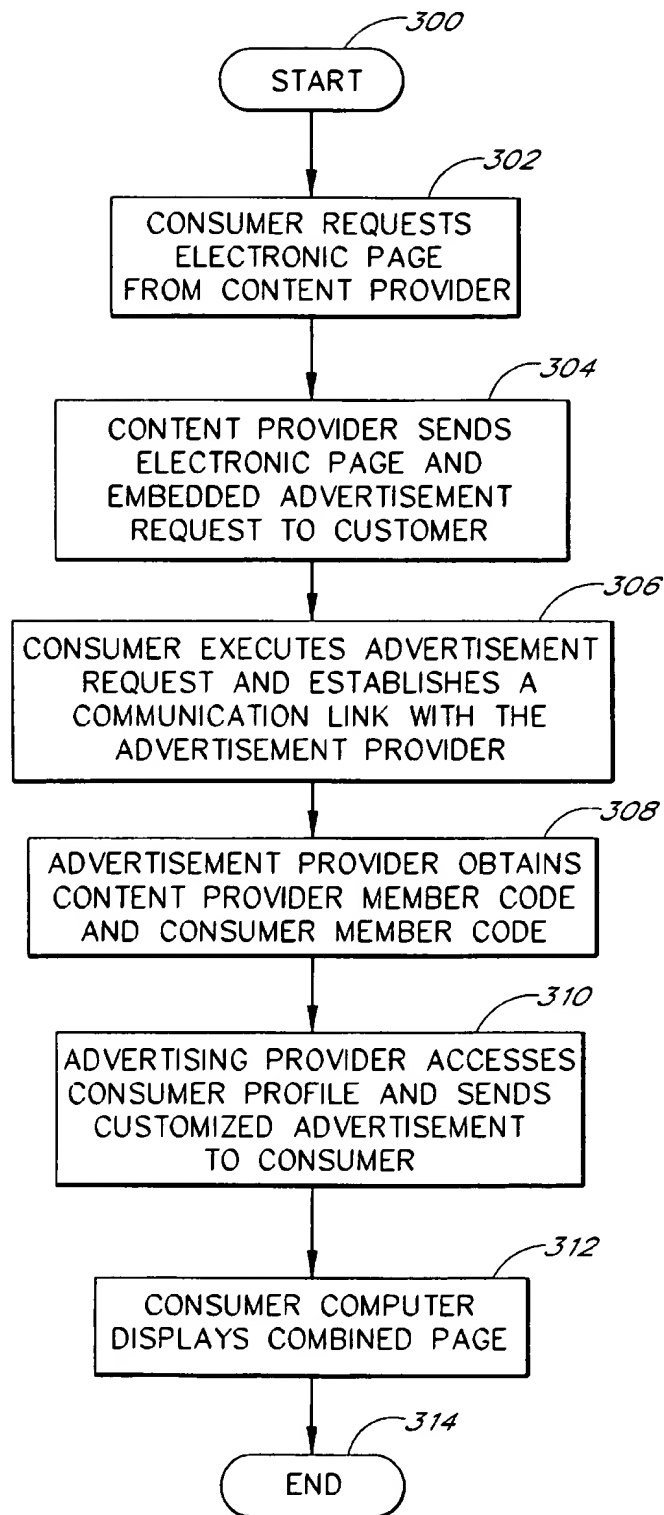 300
START
302
CONSUMER REQUESTS
ELECTRONIC PAGE
FROM CONTENT PROVIDER
304
CONTENT PROVIDER SENDS
ELECTRONIC PAGE AND
EMBEDDED ADVERTISEMENT
REQUEST TO CUSTOMER
306
CONSUMER EXECUTES ADVERTISEMENT
REQUEST AND ESTABLISHES A
COMMUNICATION LINK WITH THE
ADVERTISEMENT PROVIDER
308
ADVERTISEMENT PROVIDER OBTAINS
CONTENT PROVIDER MEMBER CODE
AND CONSUMER MEMBER CODE
310
ADVERTISING PROVIDER ACCESSES
CONSUMER PROFILE AND SENDS
CUSTOMIZED ADVERTISEMENT
TO CONSUMER
312
CONSUMER COMPUTER
DISPLAYS COMBINED PAGE
314
END